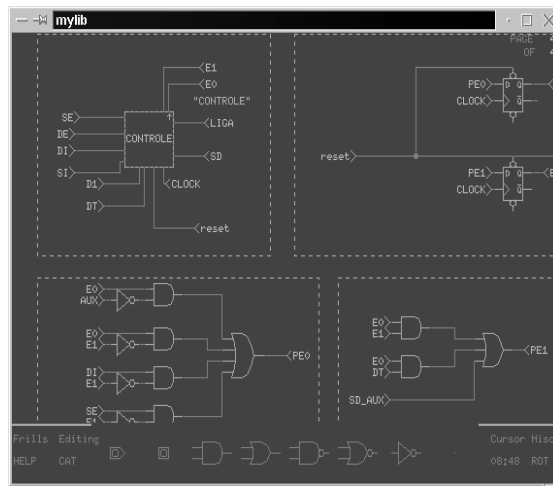 mylib
PAGE
OF
E1
E0
"CONTROLE"
SE
DE
DI
SI
CONTROLE
LIGA
SD
D1
DT
CLOCK
reset
PE0
CLOCK
D Q
Q
reset
PE1
CLOCK
D Q
Q
E0
AUX
E0
E1
DI
E1
SE
E1
PE0
E0
E1
E0
DT
SD_AUX
PE1
Frills Editing
HELP CAT
Cursor Misc
08:48 ROT